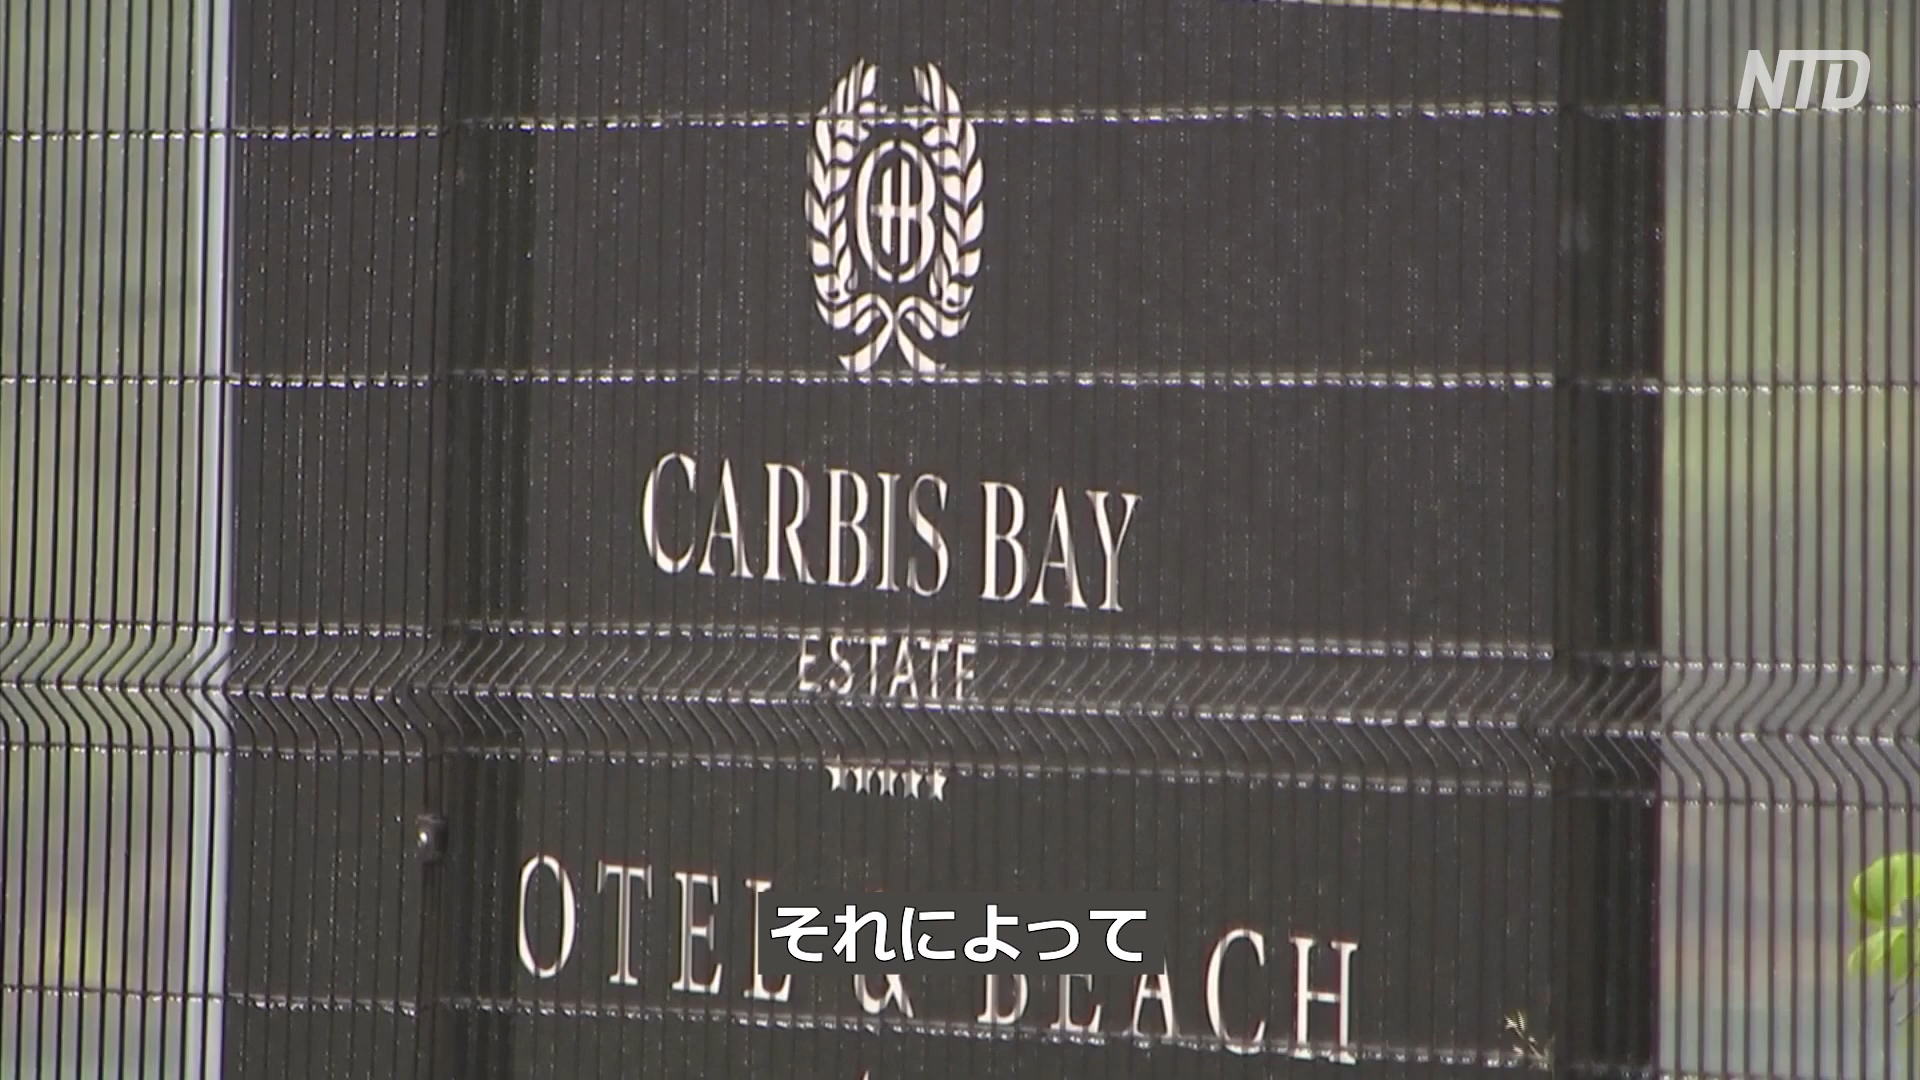 NTD
CARBIS BAY
ESTATE
OTEL & BEACH
それによって